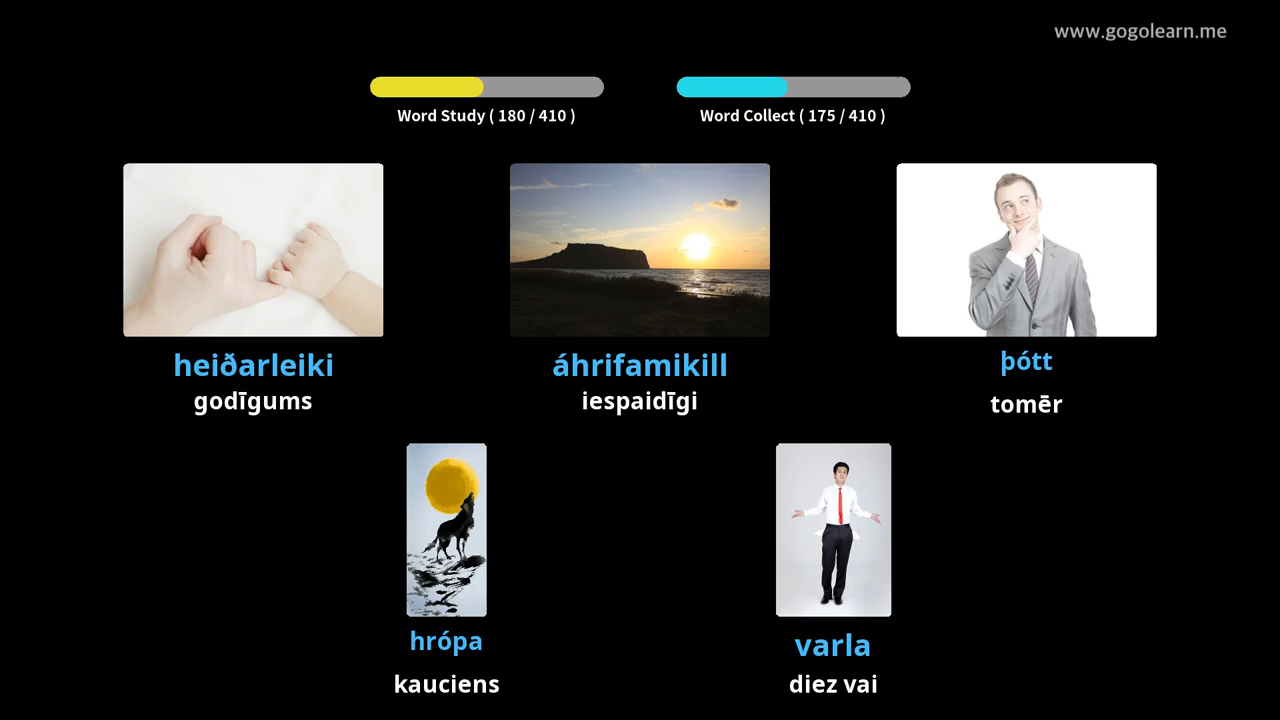 www.gogolearn.me
Word Study ( 180 / 410 )
Word Collect ( 175 / 410 )
heiðarleiki
godīgums
áhrifamikill
iespaidīgi
þótt
tomēr
hrópa
kauciens
varla
diez vai